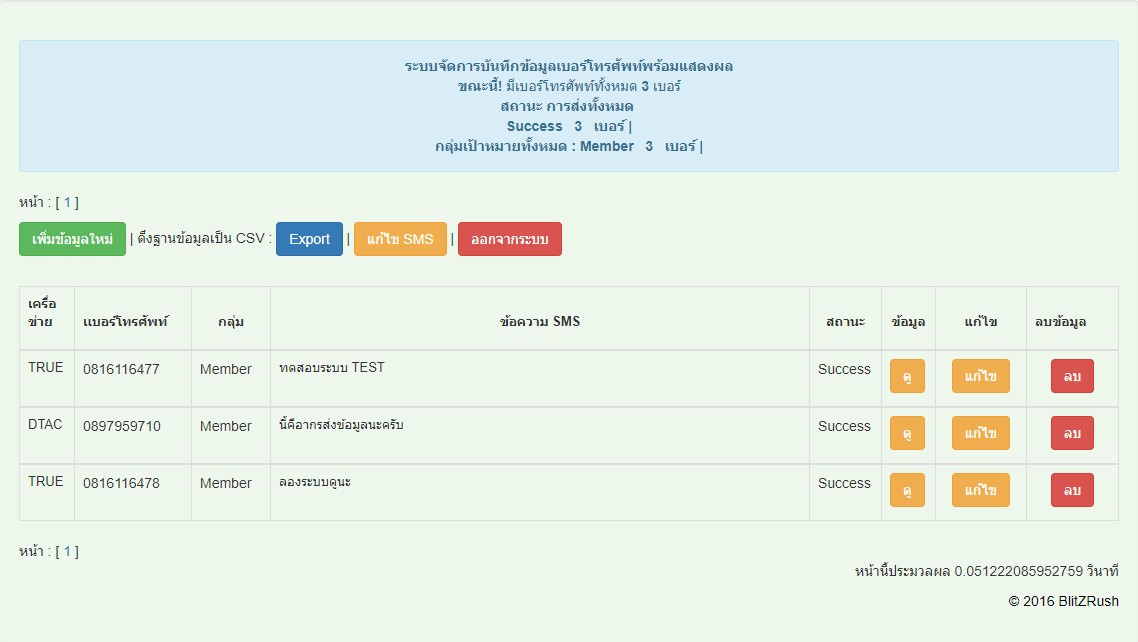 ระบบจัดการบันทึกข้อมูลเบอร์โทรศัพท์พร้อมแสดงผล
ขณะนี้! มีเบอร์โทรศัพท์ทั้งหมด 3 เบอร์
สถานะ การส่งทั้งหมด
Success 3 เบอร์ |
กลุ่มเป้าหมายทั้งหมด : Member 3 เบอร์ |
หน้า : [ 1 ]
เพิ่มข้อมูลใหม่ | ดึงฐานข้อมูลเป็น CSV : Export | แก้ไข SMS | ออกจากระบบ
เครือ
ข่าย แบอร์โทรศัพท์ กลุ่ม ข้อความ SMS สถานะ ข้อมูล แก้ไข ลบข้อมูล
TRUE 0816116477 Member ทดสอบระบบ TEST Success ดู แก้ไข ลบ
DTAC 0897959710 Member นี้คือากรส่งข้อมูลนะครับ Success ดู แก้ไข ลบ
TRUE 0816116478 Member ลองระบบดูนะ Success ดู แก้ไข ลบ
หน้า : [ 1 ]
หน้านี้ประมวลผล 0.051222085952759 วินาที
© 2016 BlitZRush